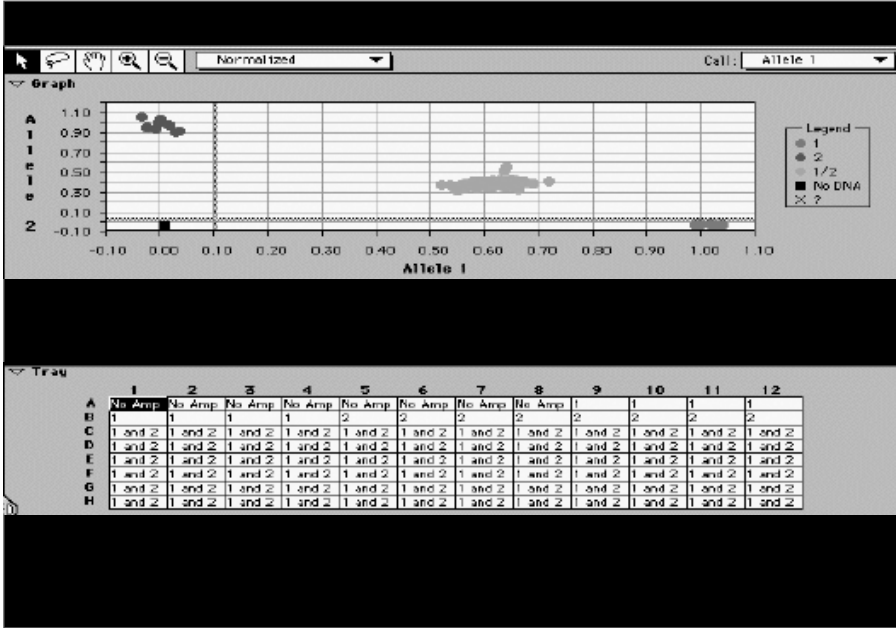 Normalized Call: Allele 1
Graph
Allele 2
1.10
0.90
0.70
0.50
0.30
0.10
-0.10
-0.10 0.00 0.10 0.20 0.30 0.40 0.50 0.60 0.70 0.80 0.90 1.00 1.10
Allele 1
Legend
1
2
1/2
No DNA
?
Tray
1 2 3 4 5 6 7 8 9 10 11 12
A No Amp No Amp No Amp No Amp No Amp No Amp No Amp No Amp 1 1 1 1
B 1 1 1 1 2 2 2 2 2 2 2 2
C 1 and 2 1 and 2 1 and 2 1 and 2 1 and 2 1 and 2 1 and 2 1 and 2 1 and 2 1 and 2 1 and 2 1 and 2
D 1 and 2 1 and 2 1 and 2 1 and 2 1 and 2 1 and 2 1 and 2 1 and 2 1 and 2 1 and 2 1 and 2 1 and 2
E 1 and 2 1 and 2 1 and 2 1 and 2 1 and 2 1 and 2 1 and 2 1 and 2 1 and 2 1 and 2 1 and 2 1 and 2
F 1 and 2 1 and 2 1 and 2 1 and 2 1 and 2 1 and 2 1 and 2 1 and 2 1 and 2 1 and 2 1 and 2 1 and 2
G 1 and 2 1 and 2 1 and 2 1 and 2 1 and 2 1 and 2 1 and 2 1 and 2 1 and 2 1 and 2 1 and 2 1 and 2
H 1 and 2 1 and 2 1 and 2 1 and 2 1 and 2 1 and 2 1 and 2 1 and 2 1 and 2 1 and 2 1 and 2 1 and 2